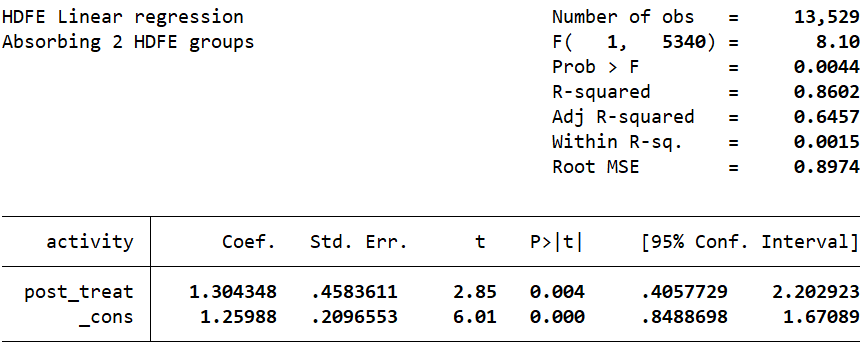 HDFE Linear regression Number of obs = 13,529
Absorbing 2 HDFE groups F( 1, 5340) = 8.10
Prob > F = 0.0044
R-squared = 0.8602
Adj R-squared = 0.6457
Within R-sq. = 0.0015
Root MSE = 0.8974
activity Coef. Std. Err. t P>|t| [95% Conf. Interval]
post_treat 1.304348 .4583611 2.85 0.004 .4057729 2.202923
_cons 1.25988 .2096553 6.01 0.000 .8488698 1.67089